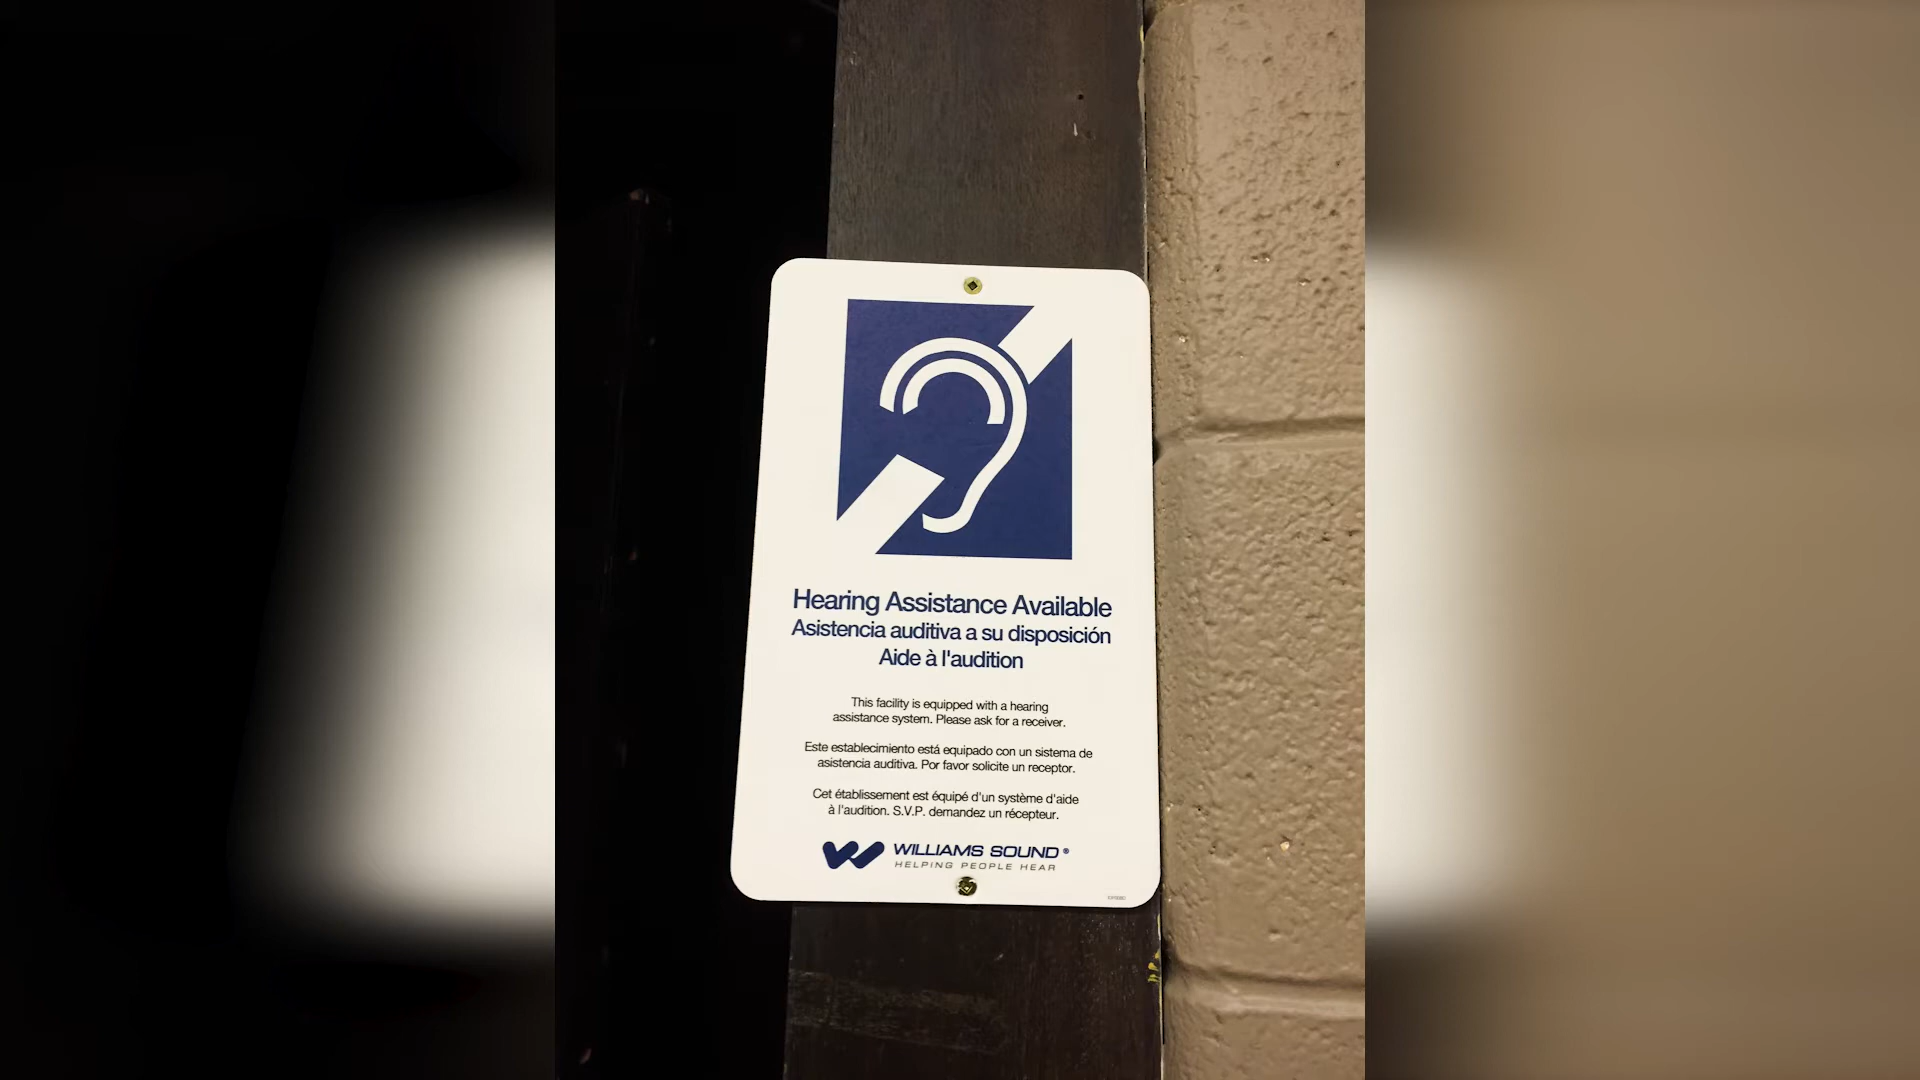 Hearing Assistance Available
Asistencia auditiva a su disposición
Aide à l'audition
This facility is equipped with a hearing
assistance system. Please ask for a receiver.
Este establecimiento está equipado con un sistema de
asistencia auditiva. Por favor solicite un receptor.
Cet établissement est équipé d'un système d'aide
à l'audition. S.V.P. demandez un récepteur.
WILLIAMS SOUND®
HELPING PEOPLE HEAR